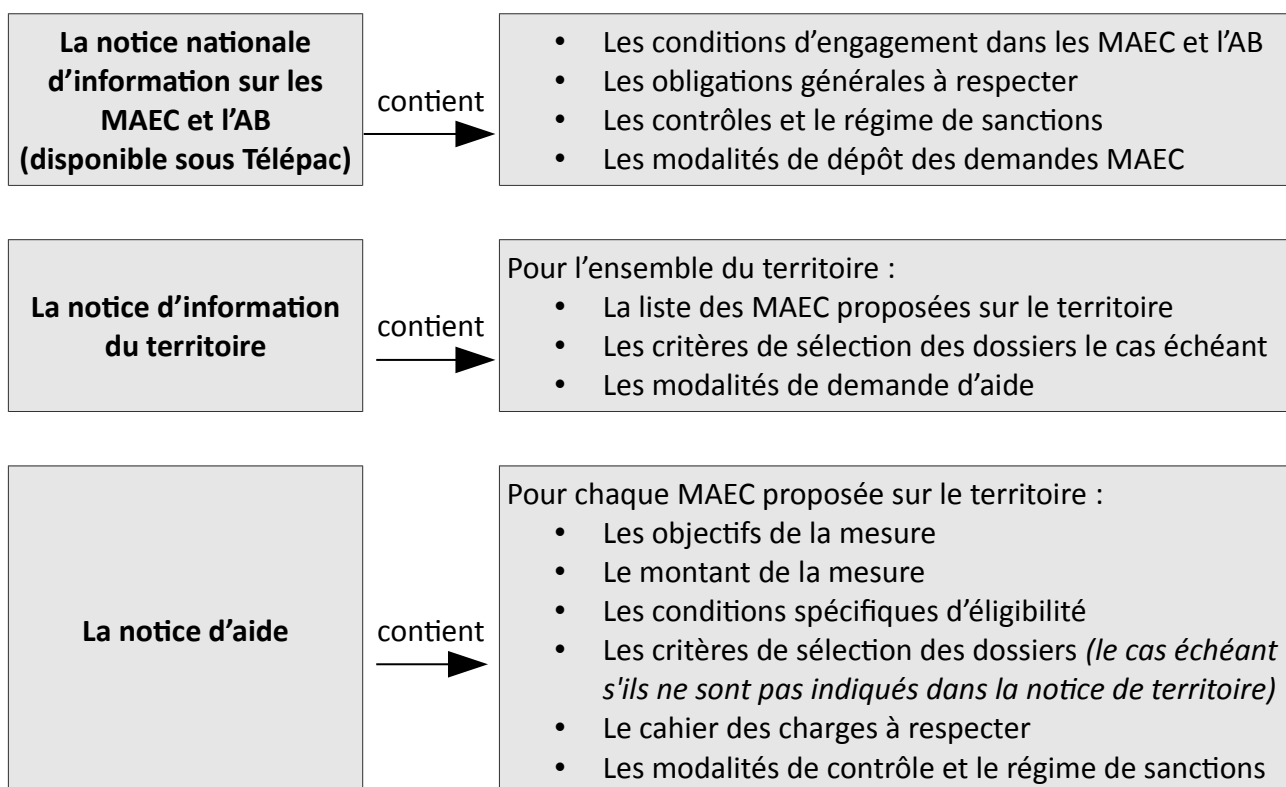 La notice nationale
d'information sur les
MAEC et l'AB
(disponible sous Télépac)
contient
• Les conditions d'engagement dans les MAEC et l'AB
• Les obligations générales à respecter
• Les contrôles et le régime de sanctions
• Les modalités de dépôt des demandes MAEC
La notice d'information
du territoire
contient
Pour l'ensemble du territoire :
• La liste des MAEC proposées sur le territoire
• Les critères de sélection des dossiers le cas échéant
• Les modalités de demande d'aide
La notice d'aide
contient
Pour chaque MAEC proposée sur le territoire :
• Les objectifs de la mesure
• Le montant de la mesure
• Les conditions spécifiques d'éligibilité
• Les critères de sélection des dossiers (le cas échéant
s'ils ne sont pas indiqués dans la notice de territoire)
• Le cahier des charges à respecter
• Les modalités de contrôle et le régime de sanctions